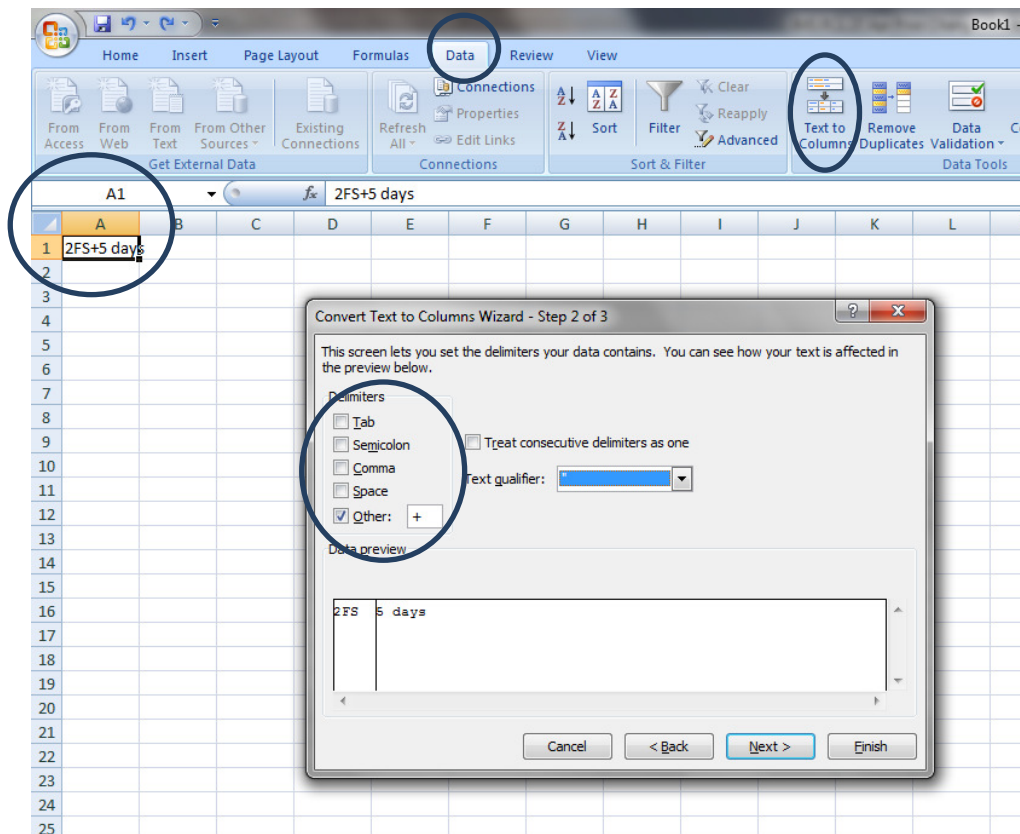 Book1 -
Home Insert Page Layout Formulas Data Review View
From Access
From Web
From Text
From Other Sources
Existing Connections
Get External Data
Refresh All
Connections
Properties
Edit Links
Connections
A Z
Z A
A Z Z A
Sort
Filter
Clear
Reapply
Advanced
Sort & Filter
Text to Columns
Remove Duplicates
Data Validation
C
Data Tools
A1 fx 2FS+5 days
A B C D E F G H I J K L
1 2FS+5 days
2
3
4
5
6
7
8
9
10
11
12
13
14
15
16
17
18
19
20
21
22
23
24
25
Convert Text to Columns Wizard - Step 2 of 3 ? X
This screen lets you set the delimiters your data contains. You can see how your text is affected in
the preview below.
Delimiters
Tab
Semicolon
Comma
Space
Other: +
Treat consecutive delimiters as one
Text qualifier: "
Data preview
2FS 5 days
Cancel < Back Next > Finish